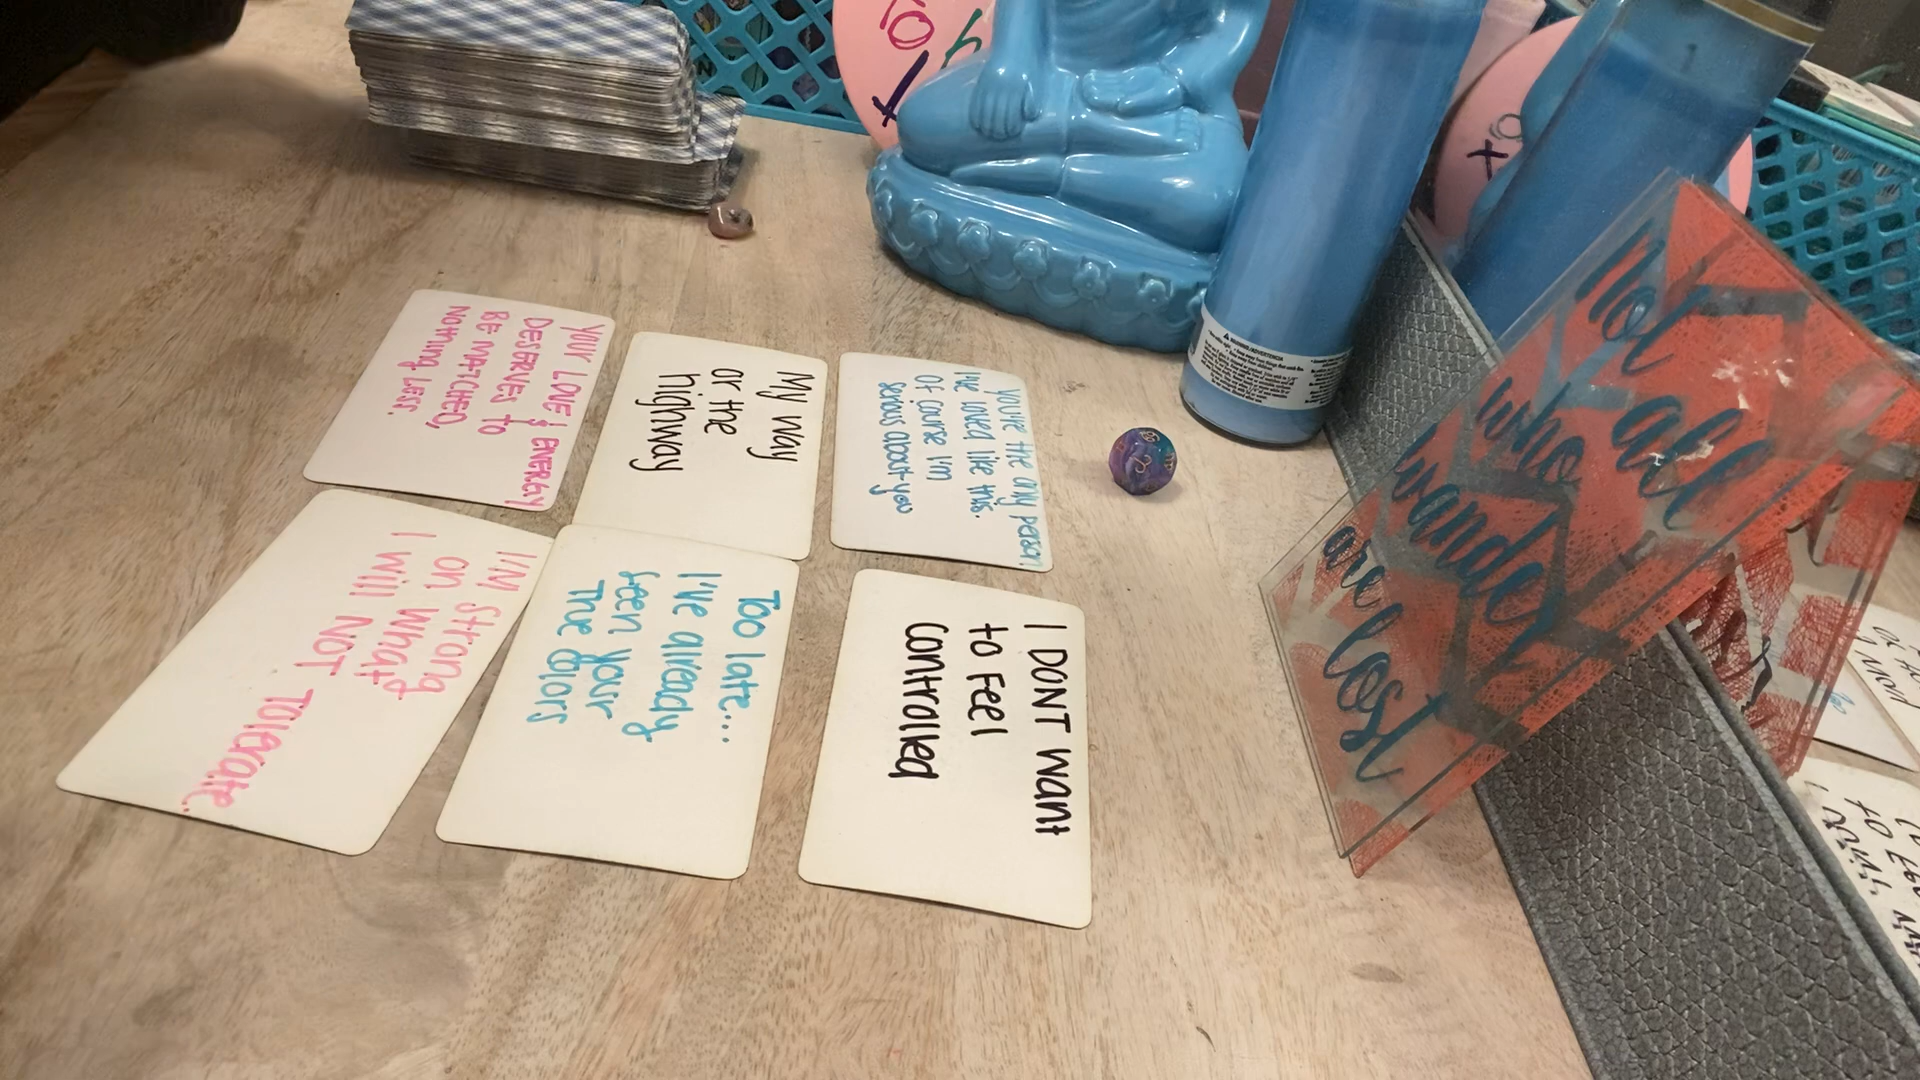 your LOVE & ENERGY
DESERVES to
BE MATCHED,
NOTHING LESS.
My way
or the
highway
you're the only person
I've loved like this.
Of course I'm
serious about you
I'M strong
on what
I will NOT TOlerate.
Too late...
I've already
seen your
True colors
I DONT WANT
to Feel
Controlled
not all
who
wander
are lost
WARNING/ADVERTENCIA